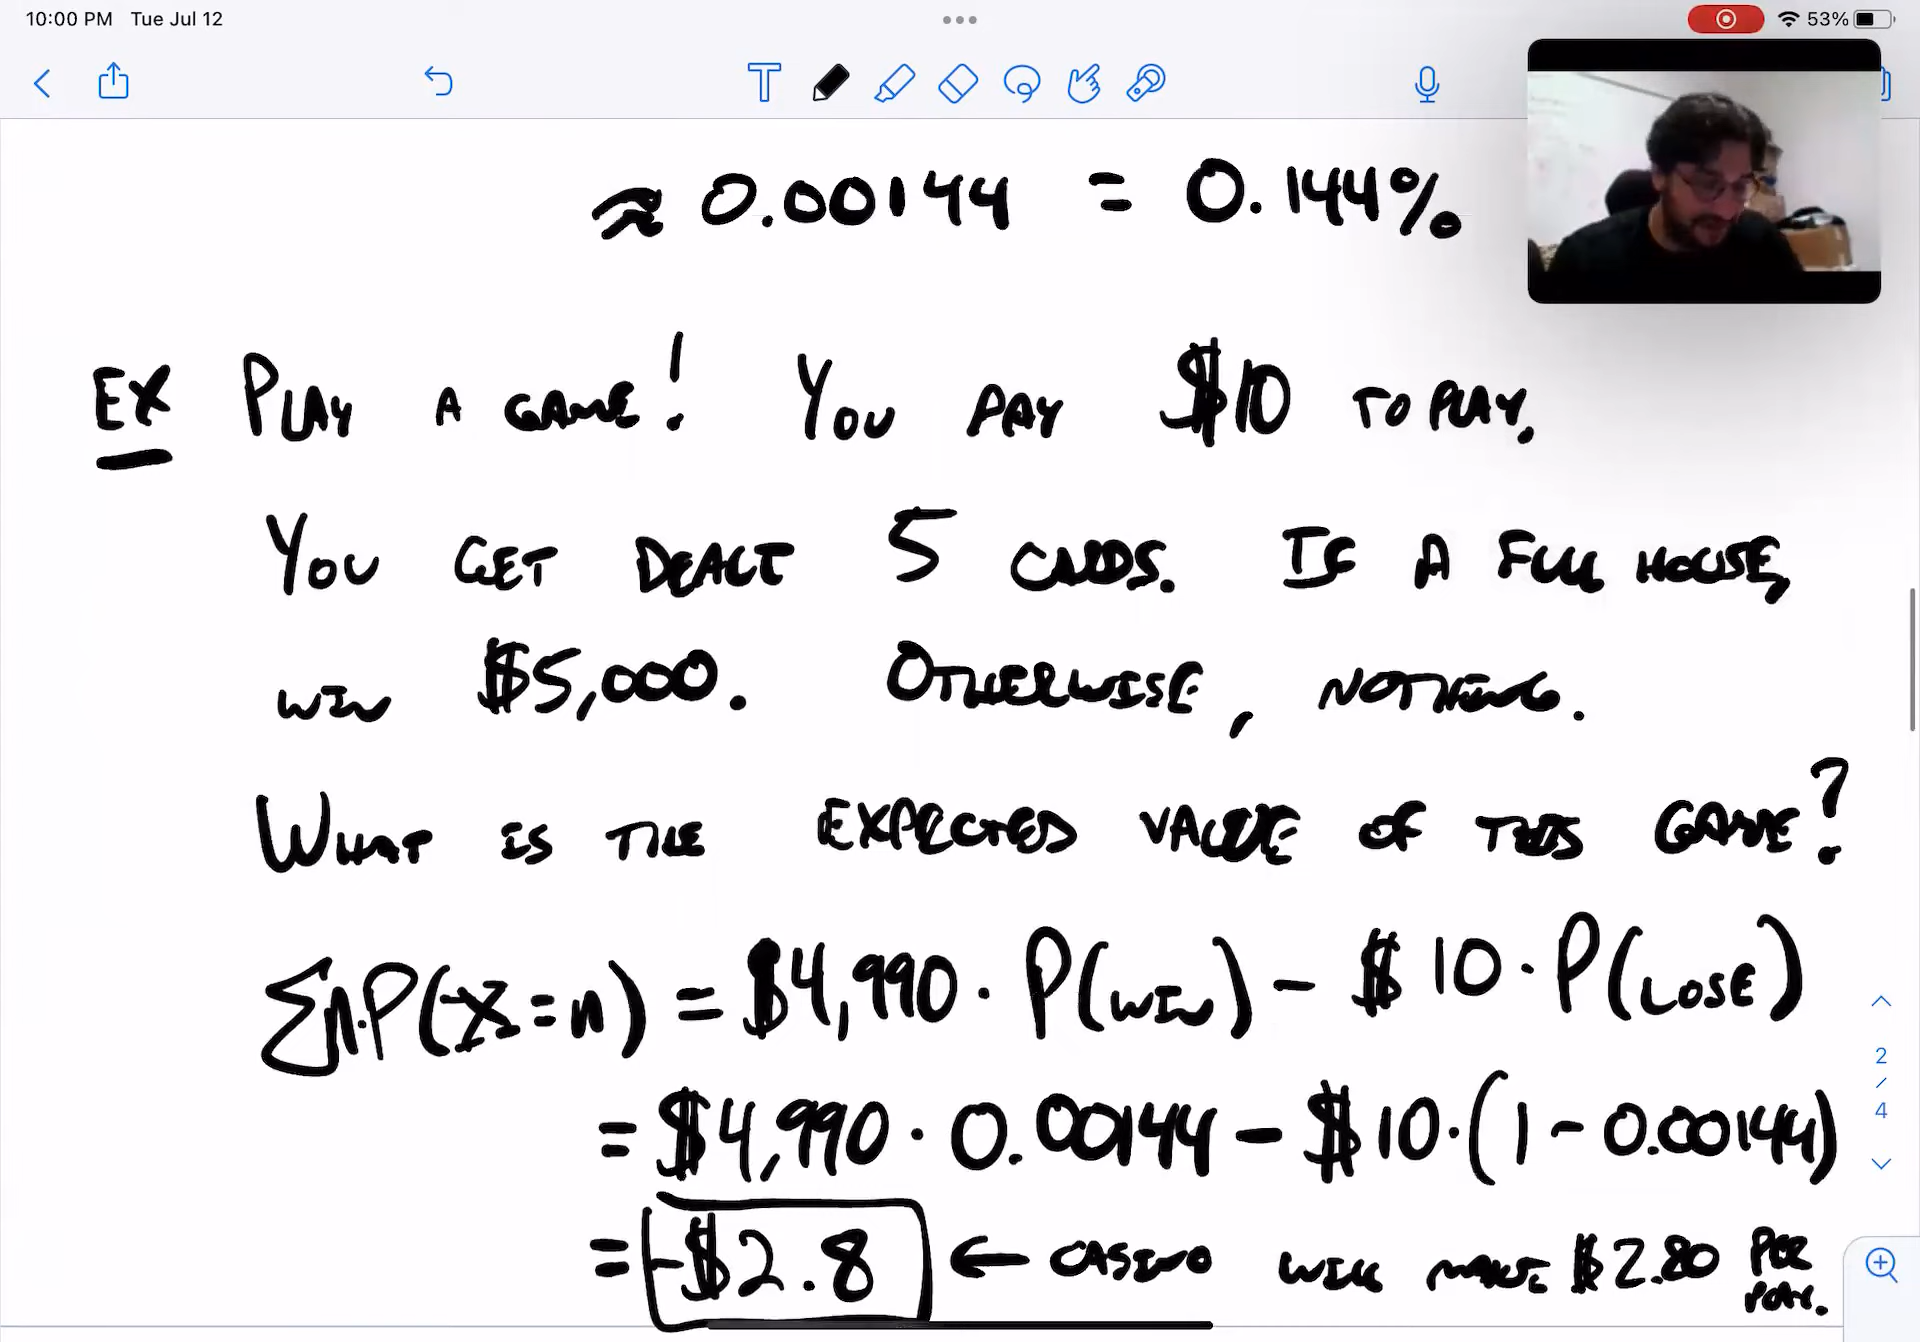 10:00 PM Tue Jul 12
53%
≈ 0.00144 = 0.144%
EX PLAY A GAME! YOU PAY $10 TO PLAY.
YOU GET DEALT 5 CARDS. IF A FULL HOUSE,
WIN $5,000. OTHERWISE, NOTHING.
WHAT IS THE EXPECTED VALUE OF THIS GAME?
Σn·P(X=n) = $4,990 · P(WIN) - $10 · P(LOSE)
= $4,990 · 0.00144 - $10·(1-0.00144)
= -$2.8 ← CASINO WILL MAKE $2.80 PER PLAY.
2
/
4